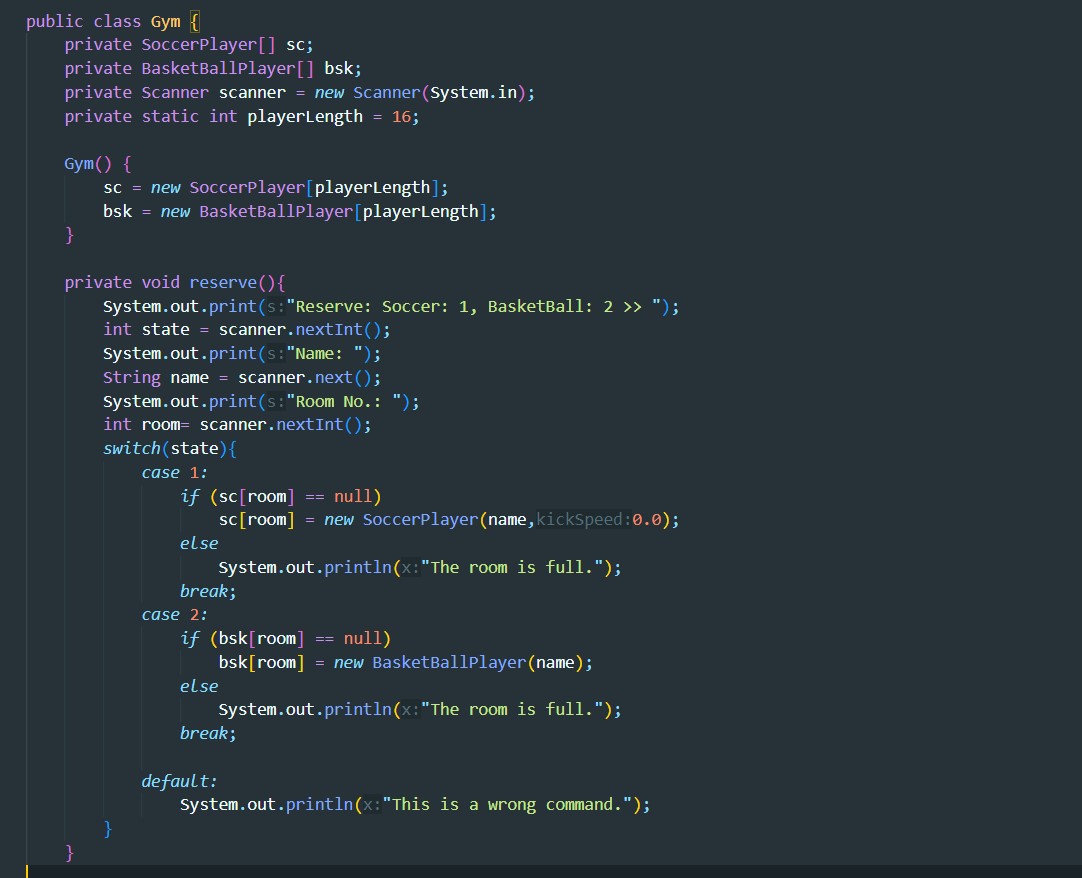 public class Gym {
    private SoccerPlayer[] sc;
    private BasketBallPlayer[] bsk;
    private Scanner scanner = new Scanner(System.in);
    private static int playerLength = 16;

    Gym() {
        sc = new SoccerPlayer[playerLength];
        bsk = new BasketBallPlayer[playerLength];
    }

    private void reserve(){
        System.out.print(s:"Reserve: Soccer: 1, BasketBall: 2 >> ");
        int state = scanner.nextInt();
        System.out.print(s:"Name: ");
        String name = scanner.next();
        System.out.print(s:"Room No.: ");
        int room= scanner.nextInt();
        switch(state){
            case 1:
                if (sc[room] == null)
                    sc[room] = new SoccerPlayer(name,kickSpeed:0.0);
                else
                    System.out.println(x:"The room is full.");
                break;
            case 2:
                if (bsk[room] == null)
                    bsk[room] = new BasketBallPlayer(name);
                else
                    System.out.println(x:"The room is full.");
                break;

            default:
                System.out.println(x:"This is a wrong command.");
        }
    }